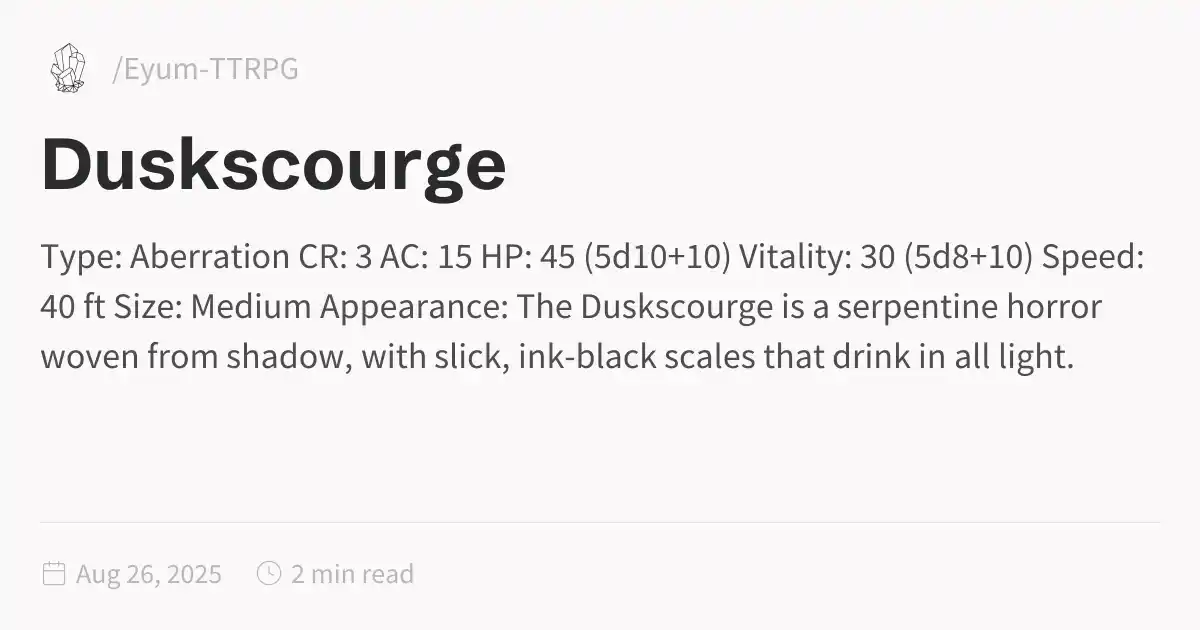 /Eyum-TTRPG
Duskscourge
Type: Aberration CR: 3 AC: 15 HP: 45 (5d10+10) Vitality: 30 (5d8+10) Speed:
40 ft Size: Medium Appearance: The Duskscourge is a serpentine horror
woven from shadow, with slick, ink-black scales that drink in all light.
Aug 26, 2025 2 min read